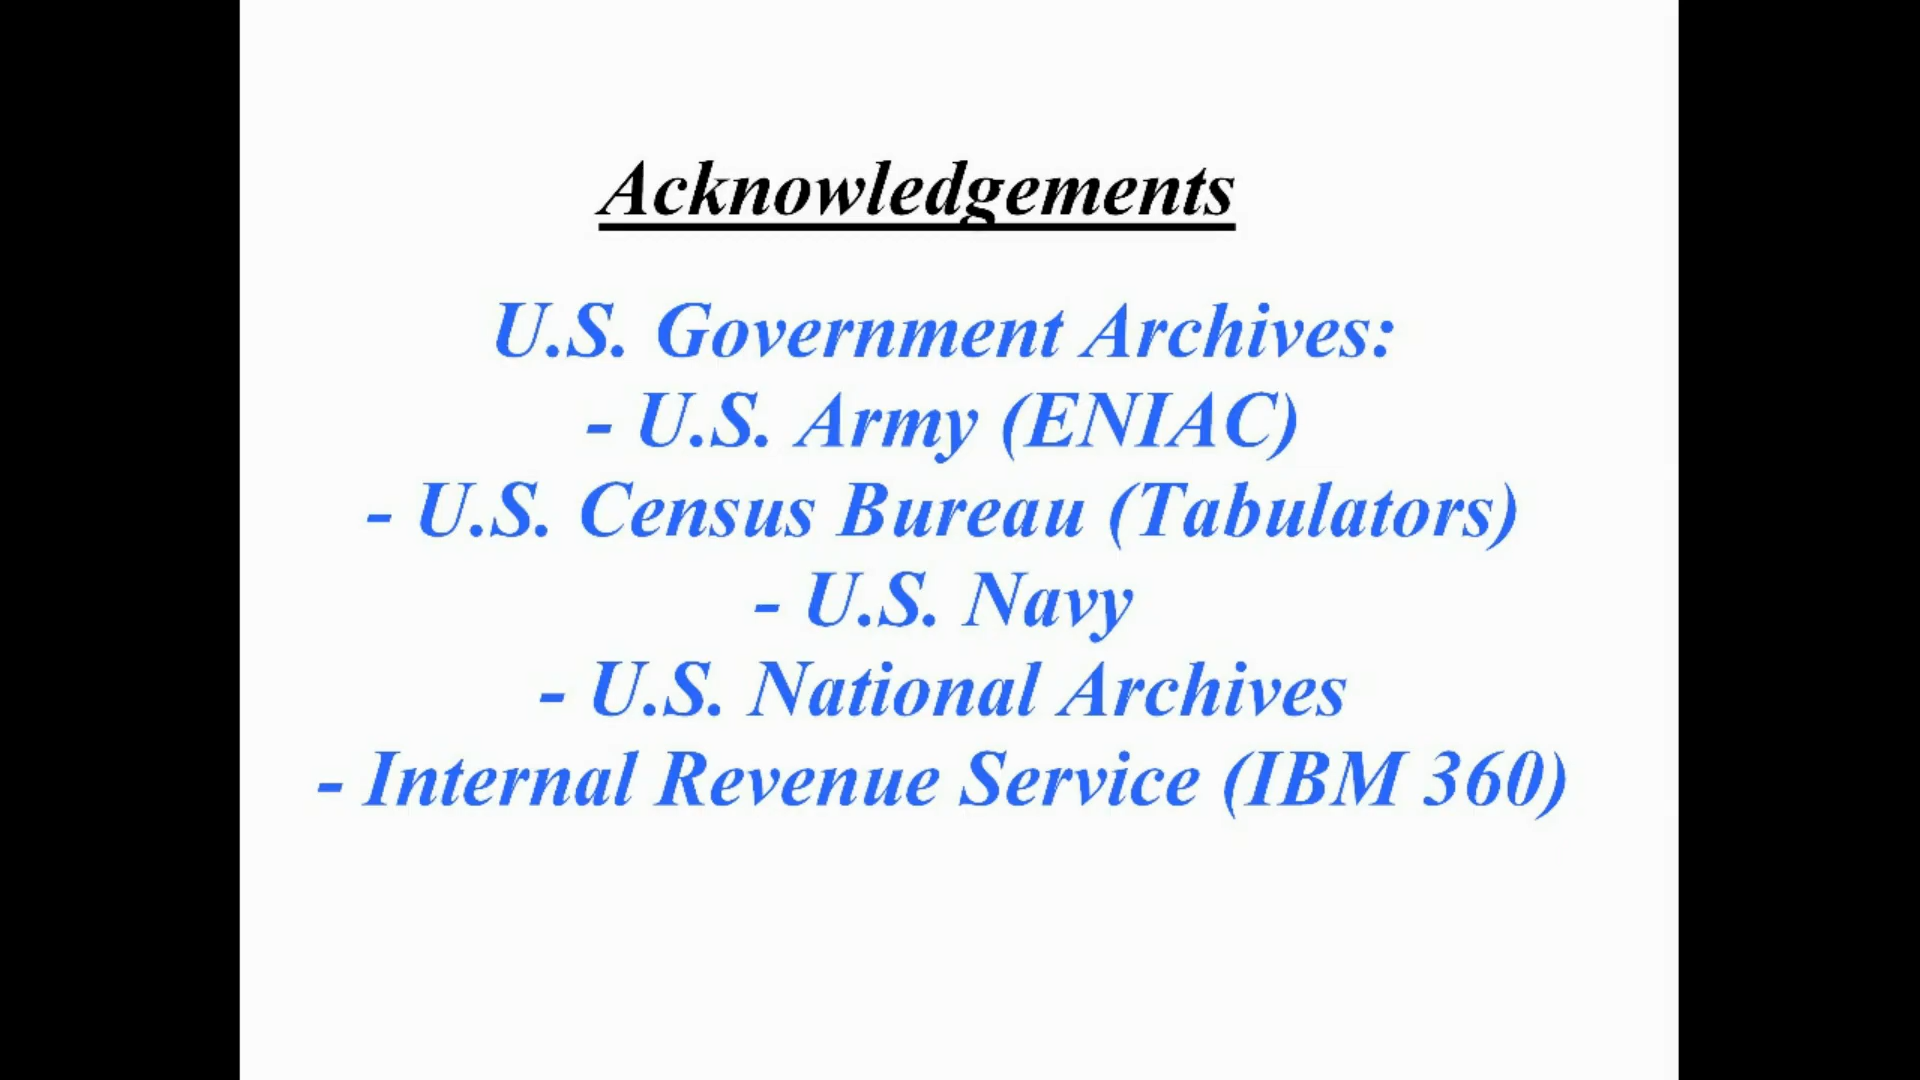 Acknowledgements
U.S. Government Archives:
- U.S. Army (ENIAC)
- U.S. Census Bureau (Tabulators)
- U.S. Navy
- U.S. National Archives
- Internal Revenue Service (IBM 360)